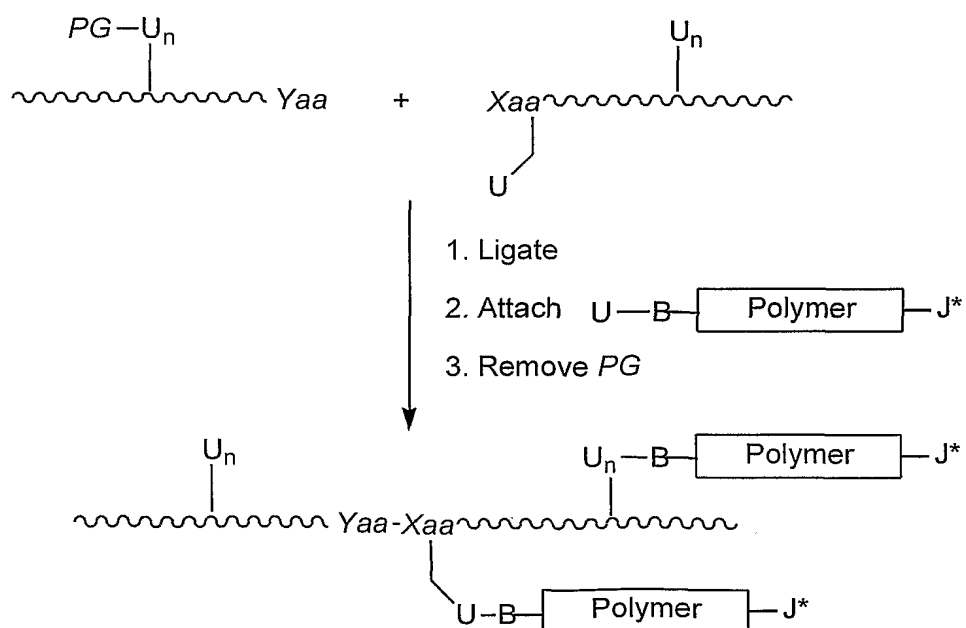 PG—Un
Un
Yaa + Xaa
U
1. Ligate
2. Attach U—B—Polymer—J*
3. Remove PG
Un
Un—B—Polymer—J*
Yaa-Xaa
U—B—Polymer—J*